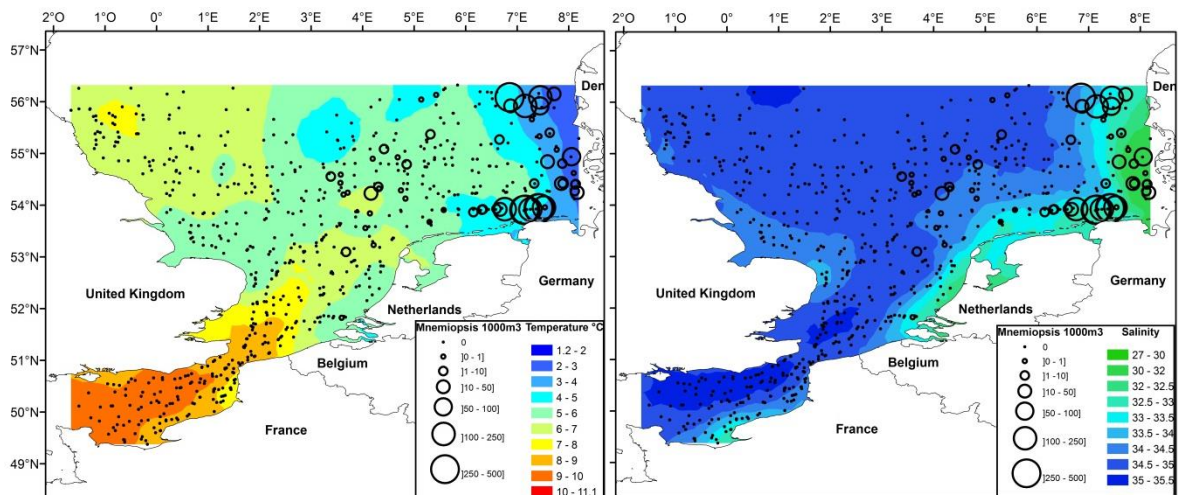 2° 1° 0° 1°E 2°E 3°E 4°E 5°E 6°E 7°E 8°E
57°N
56°N
55°N
54°N
53°N
52°N
51°N
50°N
49°N
Den
United Kingdom
Germany
Netherlands
Belgium
France
Mnemiopsis 1000m3
0
]0 - 1]
]1 -10]
]10 - 50]
]50 - 100]
]100 - 250]
]250 - 500]
Temperature °C
1.2 - 2
2 - 3
3 - 4
4 - 5
5 - 6
6 - 7
7 - 8
8 - 9
9 - 10
10 - 11.1
2° 1° 0° 1°E 2°E 3°E 4°E 5°E 6°E 7°E 8°E
Den
United Kingdom
Germany
Netherlands
Belgium
France
Mnemiopsis 1000m3
0
]0 - 1]
]1 -10]
]10 - 50]
]50 - 100]
]100 - 250]
]250 - 500]
Salinity
27 - 30
30 - 32
32 - 32.5
32.5 - 33
33 - 33.5
33.5 - 34
34 - 34.5
34.5 - 35
35 - 35.5